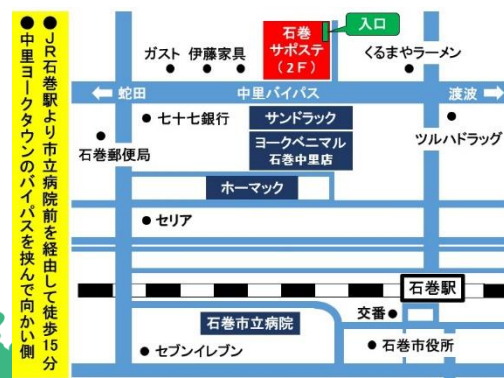 ●JR石巻駅より市立病院前を経由して徒歩15分
●中里ヨークタウンのバイパスを挟んで向かい側
石巻
サポステ
(2F)
入口
ガスト
伊藤家具
くるまやラーメン
蛇田
中里バイパス
渡波
七十七銀行
サンドラック
石巻郵便局
ヨークベニマル
石巻中里店
ツルハドラッグ
ホーマック
セリア
石巻駅
交番
石巻市立病院
石巻市役所
セブンイレブン